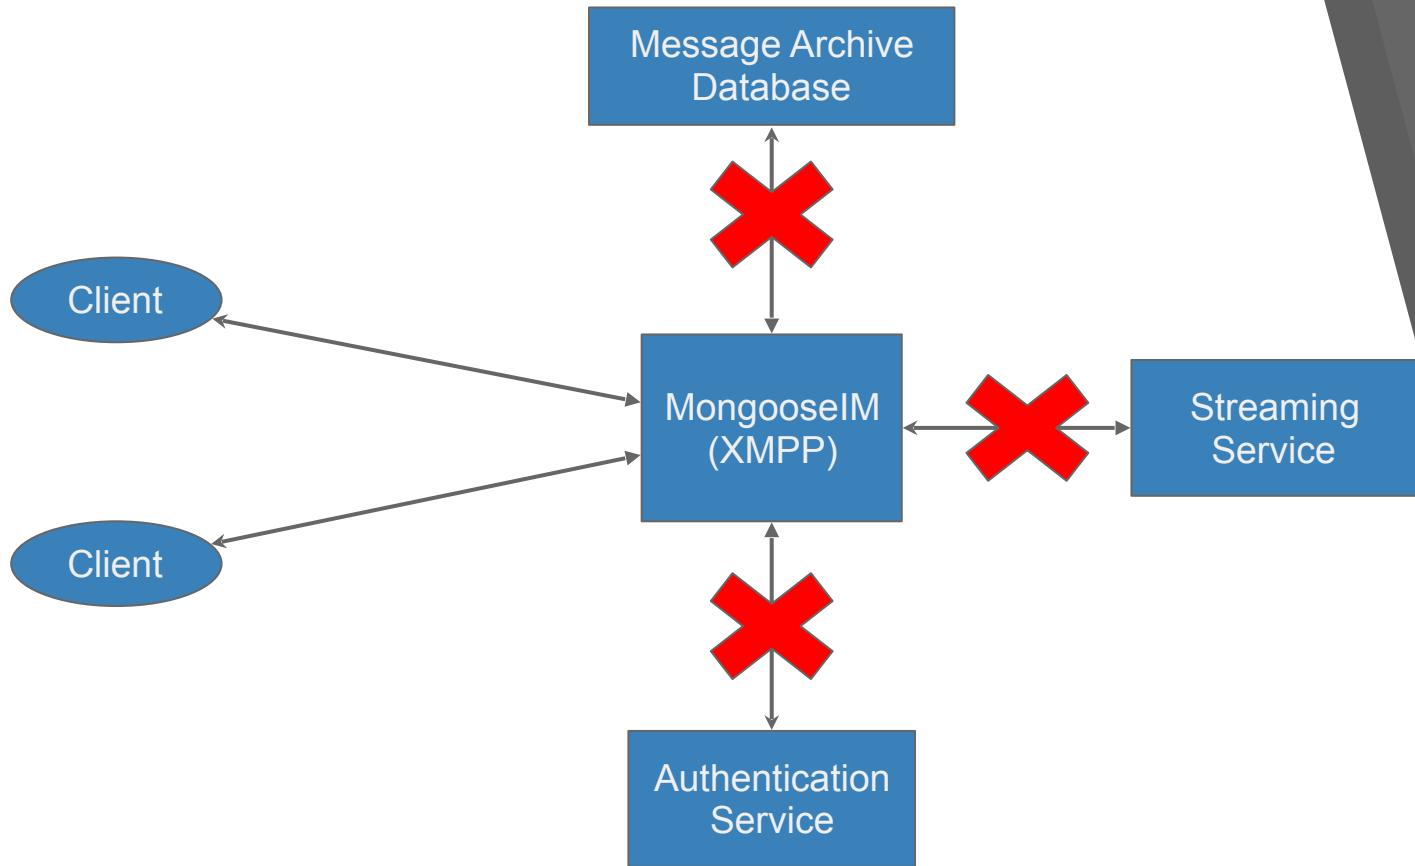 Message Archive
Database
Client
MongooseIM
(XMPP)
Streaming
Service
Client
Authentication
Service